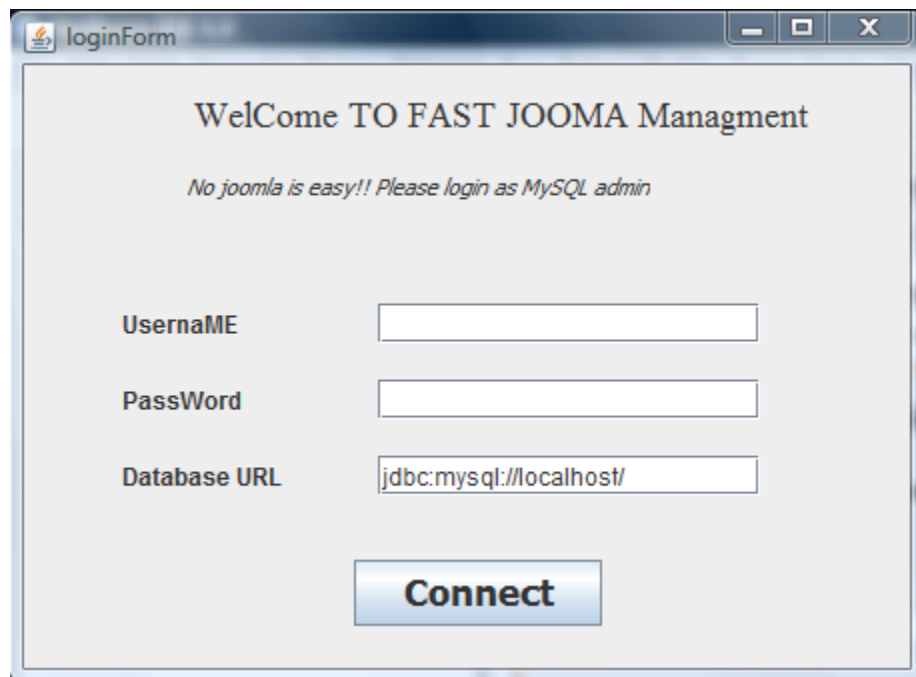 loginForm
WelCome TO FAST JOOMA Managment
No joomla is easy!! Please login as MySQL admin
UsernaME
PassWord
Database URL jdbc:mysql://localhost/
Connect